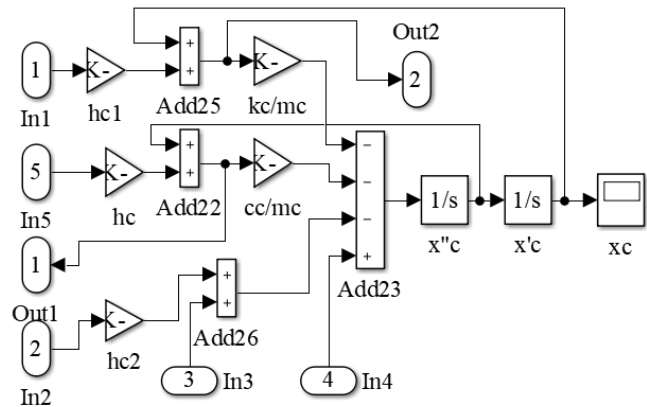 Out2
1
K-
+
+
K-
2
In1
hc1
Add25
kc/mc
5
K-
+
+
K-
−
−
−
+
1/s
1/s
In5
hc
Add22
cc/mc
x"c
x'c
xc
1
Out1
+
+
Add23
2
K-
Add26
In2
hc2
3
In3
4
In4